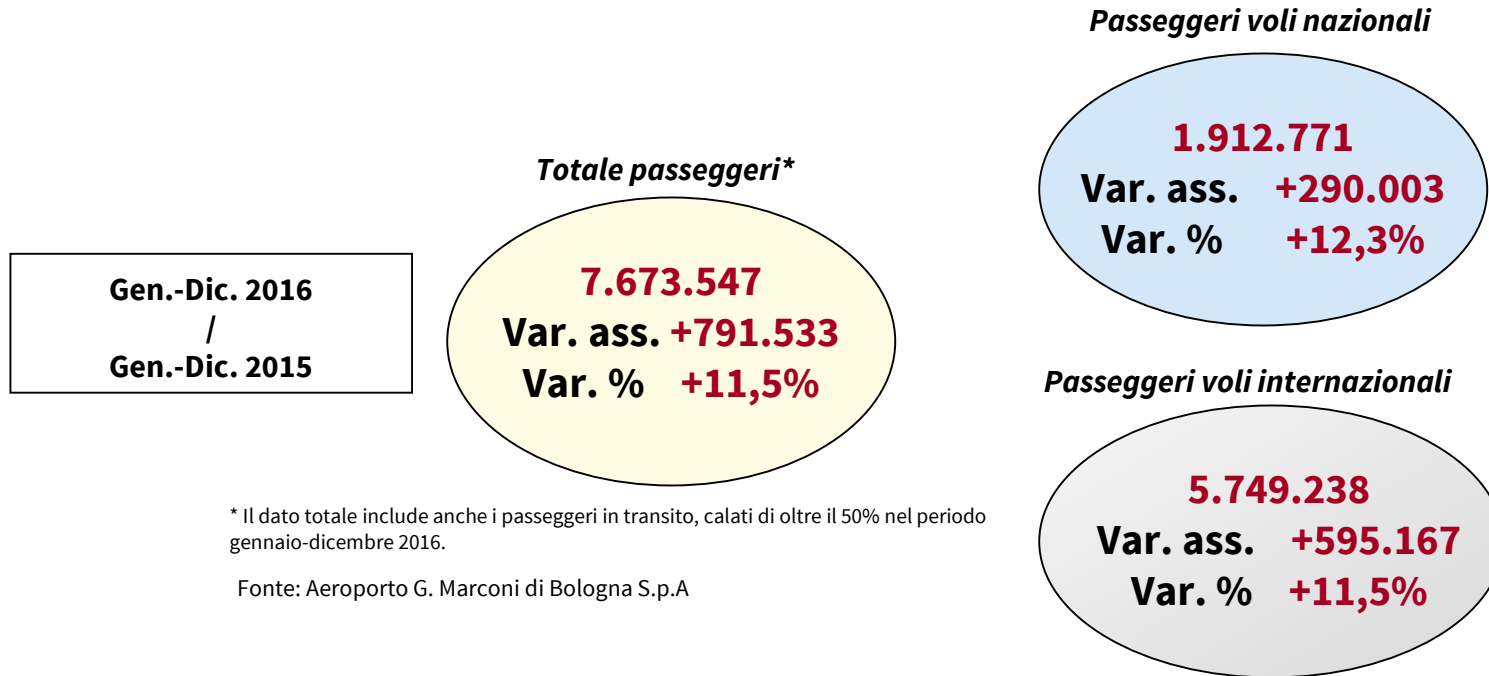 Gen.-Dic. 2016
/
Gen.-Dic. 2015
Totale passeggeri*
7.673.547
Var. ass. +791.533
Var. % +11,5%
Passeggeri voli nazionali
1.912.771
Var. ass. +290.003
Var. % +12,3%
Passeggeri voli internazionali
5.749.238
Var. ass. +595.167
Var. % +11,5%
* Il dato totale include anche i passeggeri in transito, calati di oltre il 50% nel periodo
gennaio-dicembre 2016.
Fonte: Aeroporto G. Marconi di Bologna S.p.A